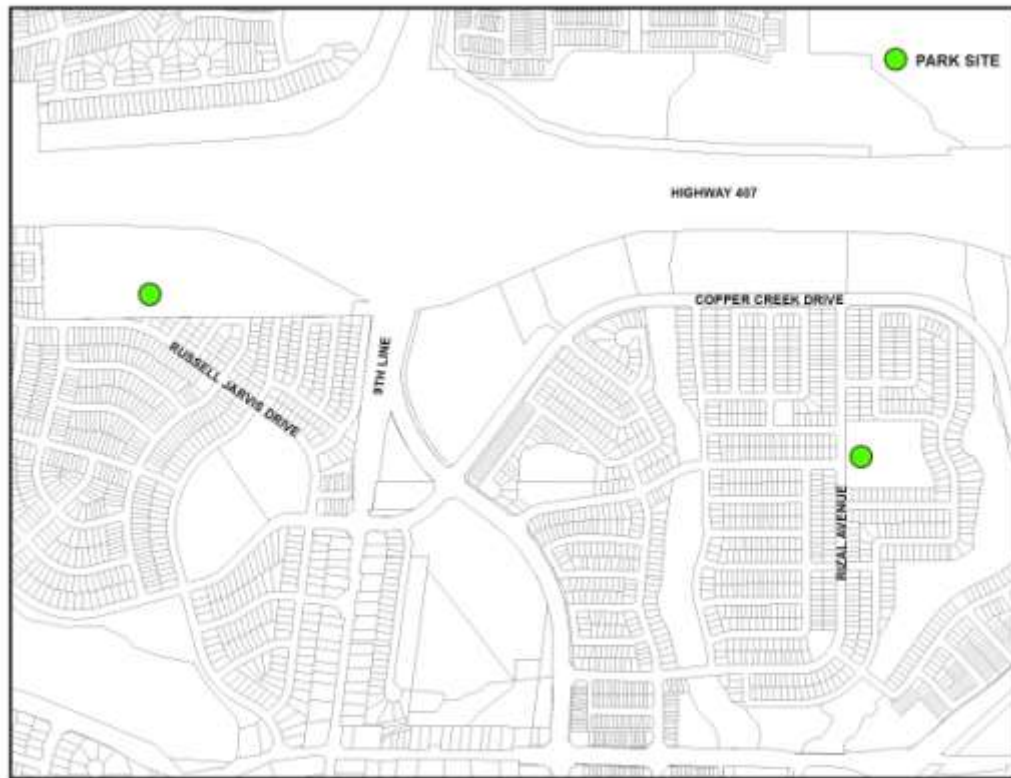 PARK SITE
HIGHWAY 407
COPPER CREEK DRIVE
RUSSELL JARVIS DRIVE
9TH LINE
RIZAL AVENUE